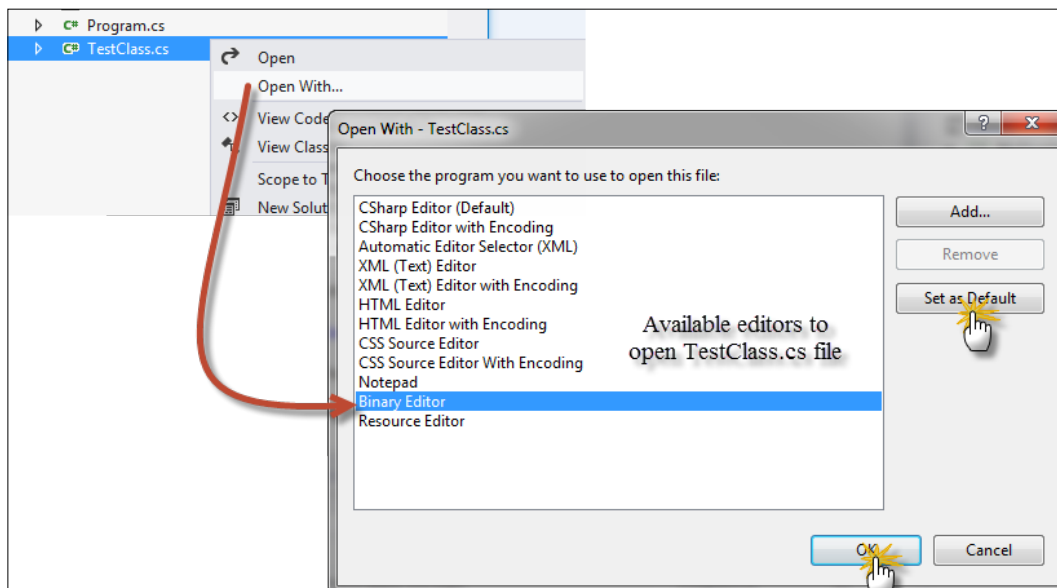 C# Program.cs
C# TestClass.cs
Open
Open With...
View Code
View Class
Scope to T
New Solut
Open With - TestClass.cs
?
Choose the program you want to use to open this file:
CSharp Editor (Default)
CSharp Editor with Encoding
Automatic Editor Selector (XML)
XML (Text) Editor
XML (Text) Editor with Encoding
HTML Editor
HTML Editor with Encoding
CSS Source Editor
CSS Source Editor With Encoding
Notepad
Binary Editor
Resource Editor
Available editors to
open TestClass.cs file
Add...
Remove
Set as Default
OK
Cancel